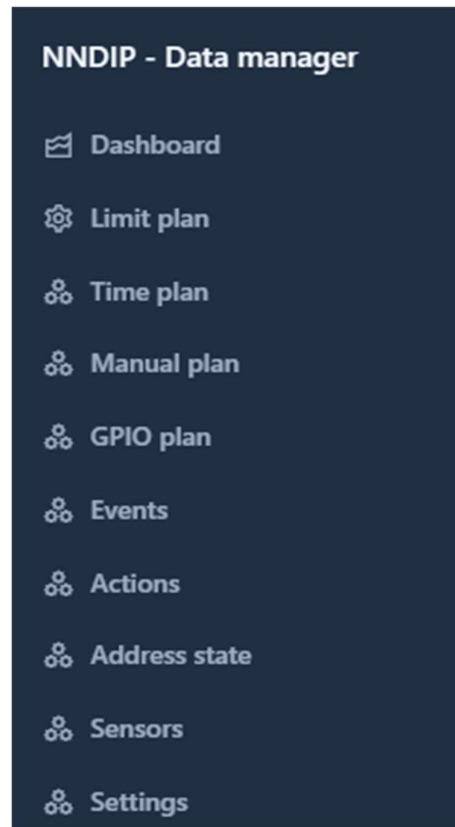 NNDIP - Data manager
Dashboard
Limit plan
Time plan
Manual plan
GPIO plan
Events
Actions
Address state
Sensors
Settings